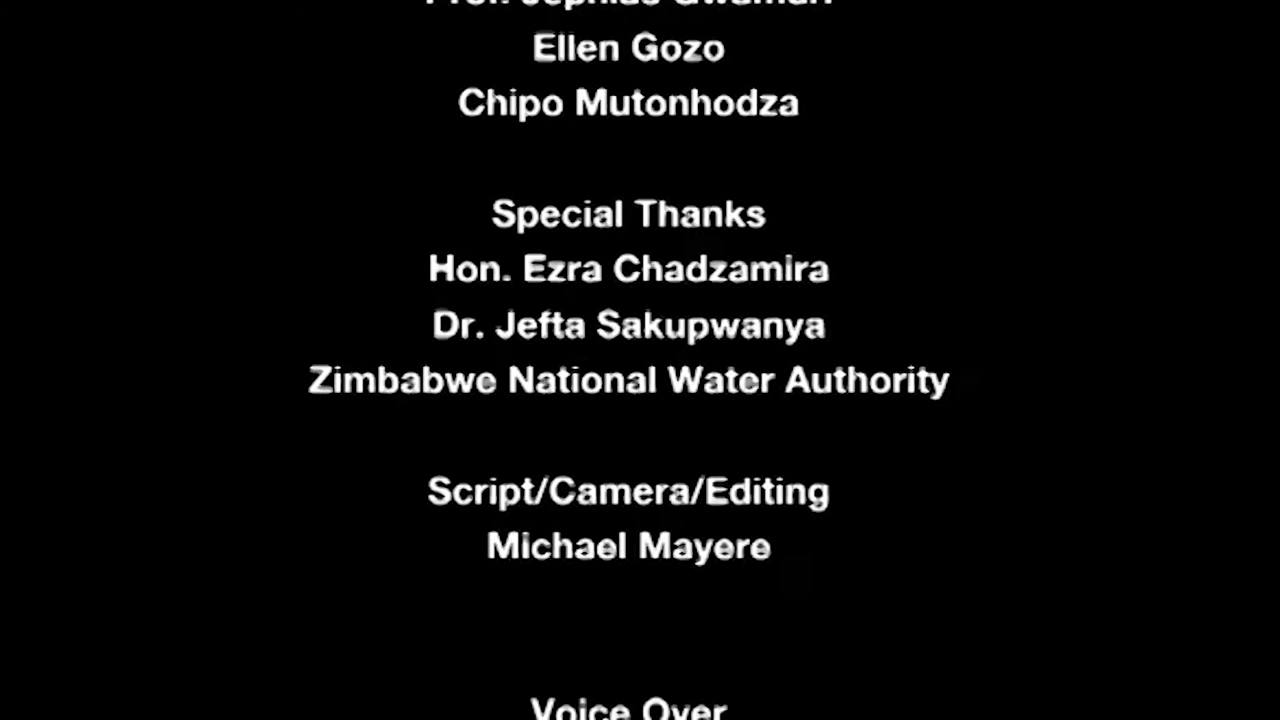 Ellen Gozo
Chipo Mutonhodza
Special Thanks
Hon. Ezra Chadzamira
Dr. Jefta Sakupwanya
Zimbabwe National Water Authority
Script/Camera/Editing
Michael Mayere
Voice Over